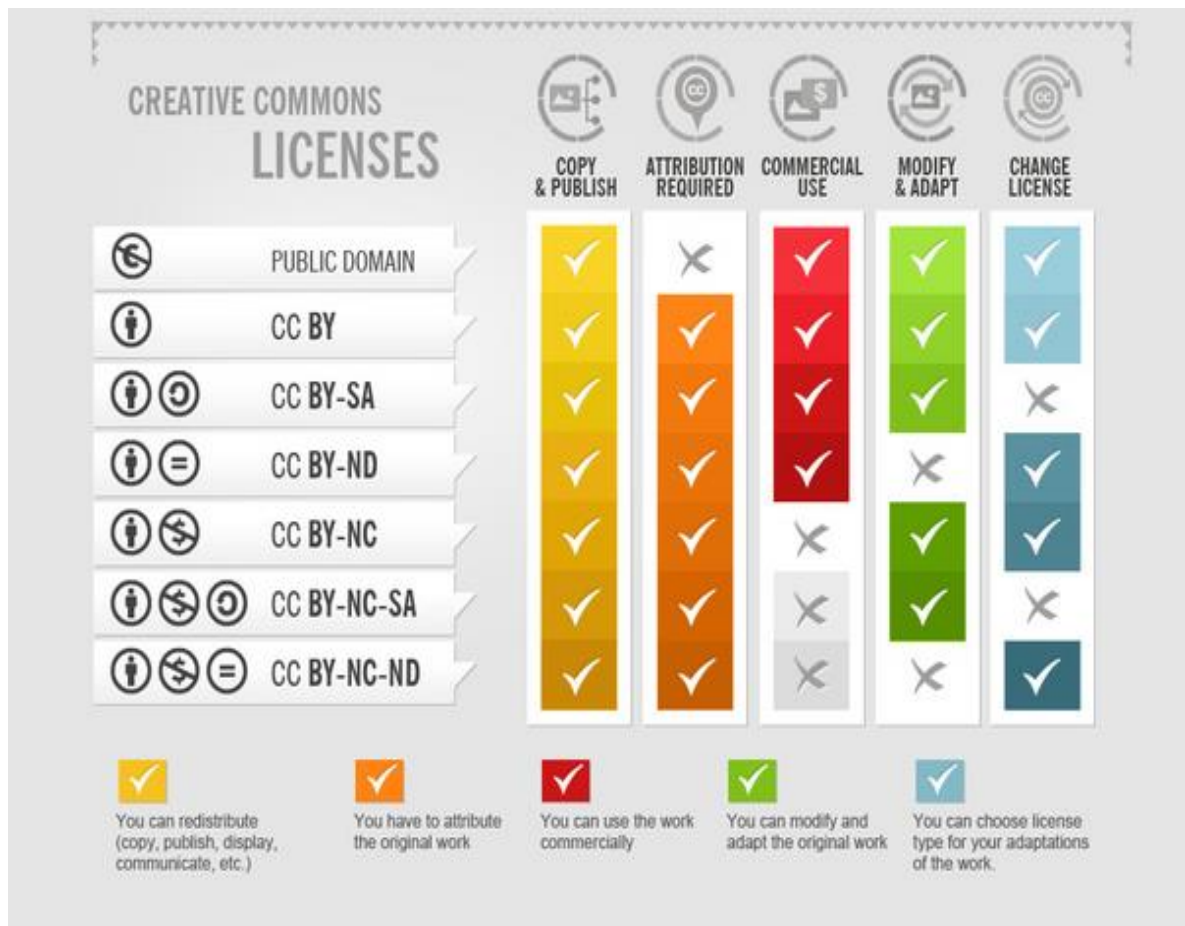 CREATIVE COMMONS
LICENSES
COPY
& PUBLISH
ATTRIBUTION
REQUIRED
COMMERCIAL
USE
MODIFY
& ADAPT
CHANGE
LICENSE
PUBLIC DOMAIN
CC BY
CC BY-SA
CC BY-ND
CC BY-NC
CC BY-NC-SA
CC BY-NC-ND
You can redistribute
(copy, publish, display,
communicate, etc.)
You have to attribute
the original work
You can use the work
commercially
You can modify and
adapt the original work
You can choose license
type for your adaptations
of the work.